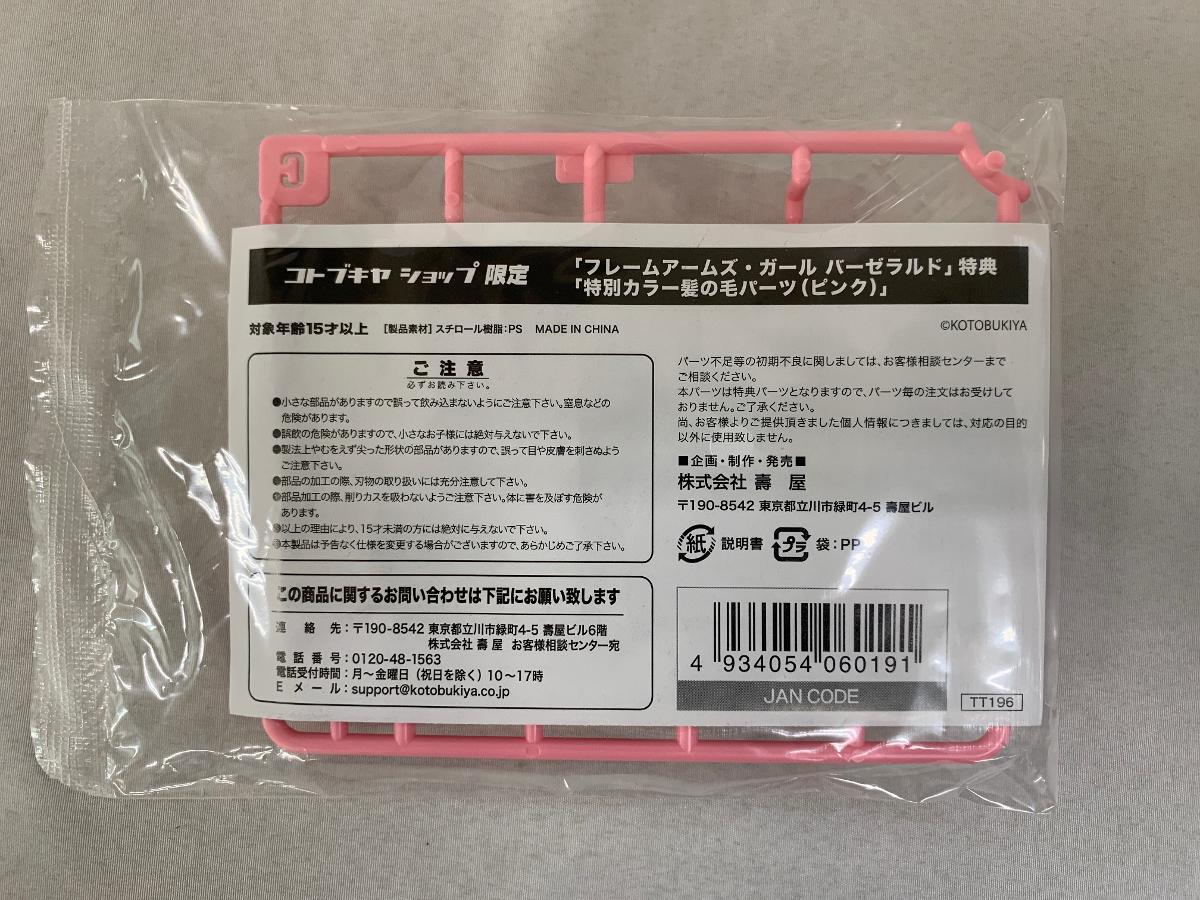 G
コトブキヤ ショップ 限定
「フレームアームズ・ガール バーゼラルド」特典
「特別カラー髪の毛パーツ(ピンク)」
対象年齢15才以上 [製品素材]スチロール樹脂:PS MADE IN CHINA
©KOTOBUKIYA
ご注意
必ずお読み下さい。
●小さな部品がありますので誤って飲み込まないようにご注意下さい。窒息などの
危険があります。
●誤飲の危険がありますので、小さなお子様には絶対与えないで下さい。
●製法上やむをえず尖った形状の部品がありますので、誤って目や皮膚を刺さぬよう
ご注意下さい。
●部品の加工の際、刃物の取り扱いには充分注意して下さい。
●部品加工の際、削りカスを吸わないようご注意下さい。体に害を及ぼす危険が
あります。
●以上の理由により、15才未満の方には絶対に与えないで下さい。
●本製品は予告なく仕様を変更する場合がございますので、あらかじめご了承下さい。
この商品に関するお問い合わせは下記にお願い致します
連絡先:〒190-8542 東京都立川市緑町4-5 壽屋ビル6階
株式会社 壽屋 お客様相談センター宛
電話番号:0120-48-1563
電話受付時間:月～金曜日(祝日を除く)10～17時
Eメール:support@kotobukiya.co.jp
パーツ不足等の初期不良に関しましては、お客様相談センターまで
ご相談ください。
本パーツは特典パーツとなりますので、パーツ毎の注文はお受けして
おりません。ご了承ください。
尚、お客様よりご提供頂きました個人情報につきましては、対応の目的
以外に使用致しません。
■企画・制作・発売■
株式会社 壽 屋
〒190-8542 東京都立川市緑町4-5 壽屋ビル
紙 説明書 プラ 袋:PP
4 934054 060191
JAN CODE
TT196